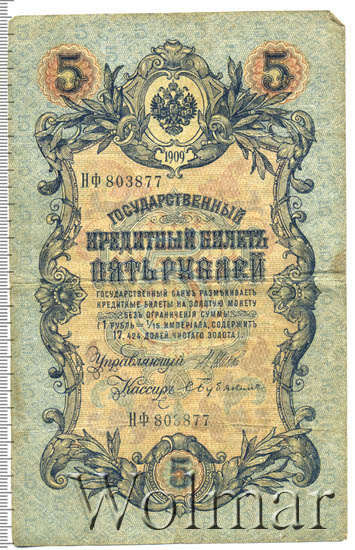 5 5
1909
НФ 803877
ГОСУДАРСТВЕННЫЙ
КРЕДИТНЫЙ БИЛЕТЪ
ПЯТЬ РУБЛЕЙ
ГОСУДАРСТВЕННЫЙ БАНКЪ РАЗМѢНИВАЕТЪ
КРЕДИТНЫЕ БИЛЕТЫ НА ЗОЛОТУЮ МОНЕТУ
БЕЗЪ ОГРАНИЧЕНІЯ СУММЫ
(1 РУБЛЬ = 1/15 ИМПЕРІАЛА, СОДЕРЖИТЪ
17,424 ДОЛЕЙ ЧИСТАГО ЗОЛОТА)
Управляющій
Кассиръ
НФ 803877
5
Wolmar